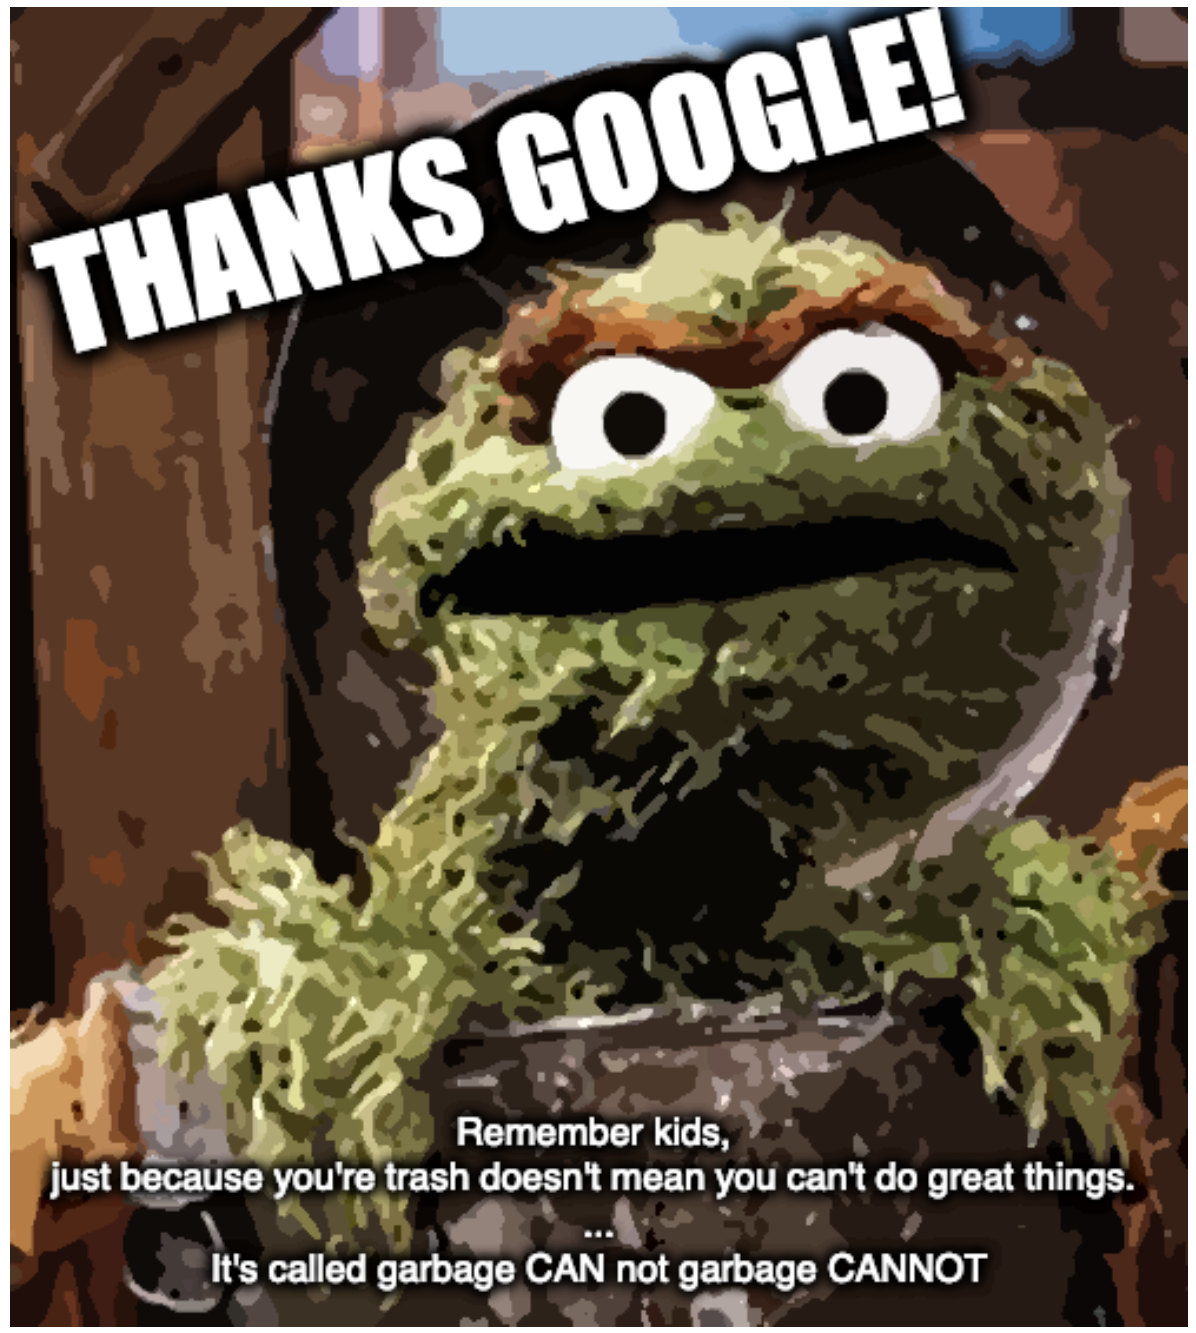 THANKS GOOGLE!
Remember kids,
just because you're trash doesn't mean you can't do great things.
...
It's called garbage CAN not garbage CANNOT